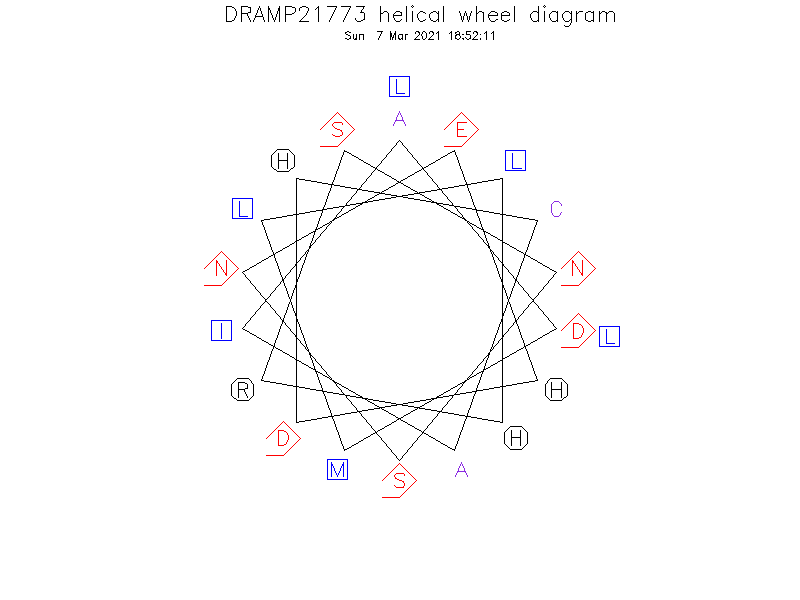 DRAMP21773 helical wheel diagram
Sun 7 Mar 2021 18:52:11
L
S A E
H L
L C
N N
I D L
R H
D H
M S A